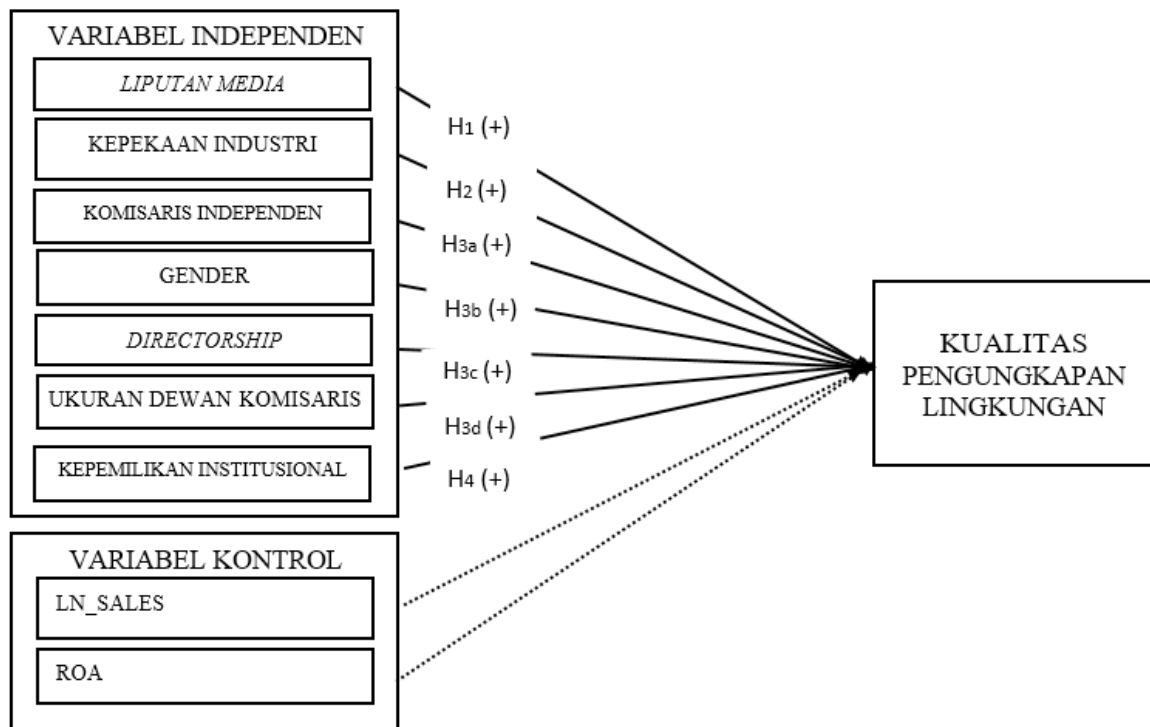 VARIABEL INDEPENDEN
LIPUTAN MEDIA
KEPEKAAN INDUSTRI
KOMISARIS INDEPENDEN
GENDER
DIRECTORSHIP
UKURAN DEWAN KOMISARIS
KEPEMILIKAN INSTITUSIONAL
H1 (+)
H2 (+)
H3a (+)
H3b (+)
H3c (+)
H3d (+)
H4 (+)
KUALITAS
PENGUNGKAPAN
LINGKUNGAN
VARIABEL KONTROL
LN_SALES
ROA